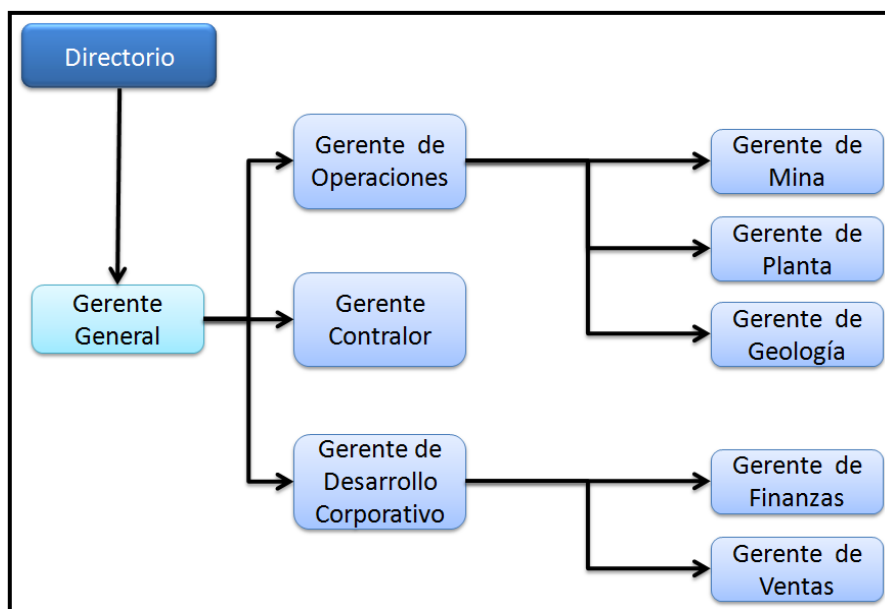 Directorio
Gerente
General
Gerente de
Operaciones
Gerente
Contralor
Gerente de
Desarrollo
Corporativo
Gerente de
Mina
Gerente de
Planta
Gerente de
Geología
Gerente de
Finanzas
Gerente de
Ventas